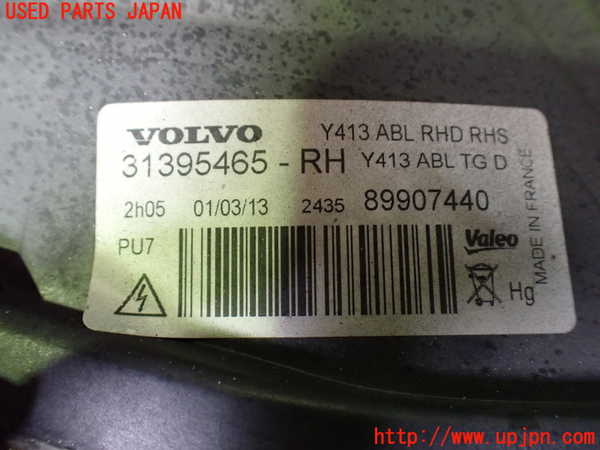 USED PARTS JAPAN
VOLVO Y413 ABL RHD RHS
31395465 - RH Y413 ABL TG D
2h05 01/03/13 2435 89907440
PU7
Valeo
Hg
MADE IN FRANCE
http://www.upjpn.com/